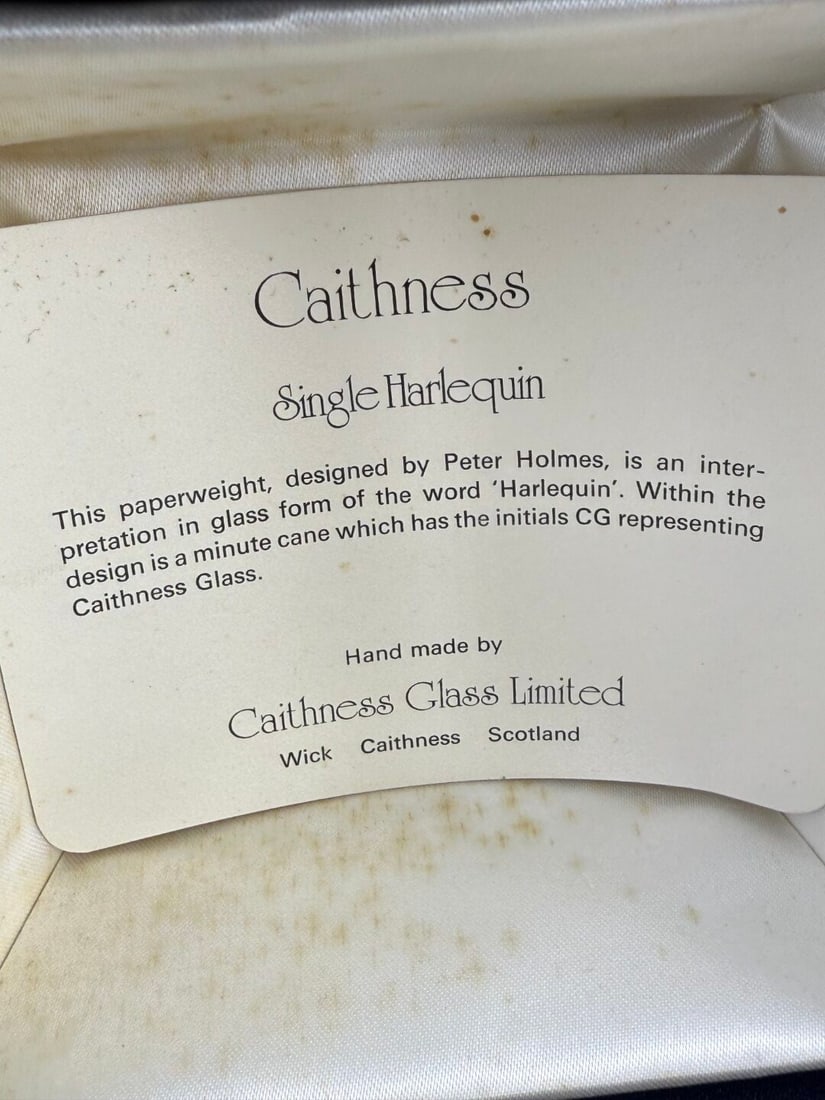 Caithness
Single Harlequin
This paperweight, designed by Peter Holmes, is an inter-
pretation in glass form of the word ‘Harlequin’. Within the
design is a minute cane which has the initials CG representing
Caithness Glass.
Hand made by
Caithness Glass Limited
Wick Caithness Scotland